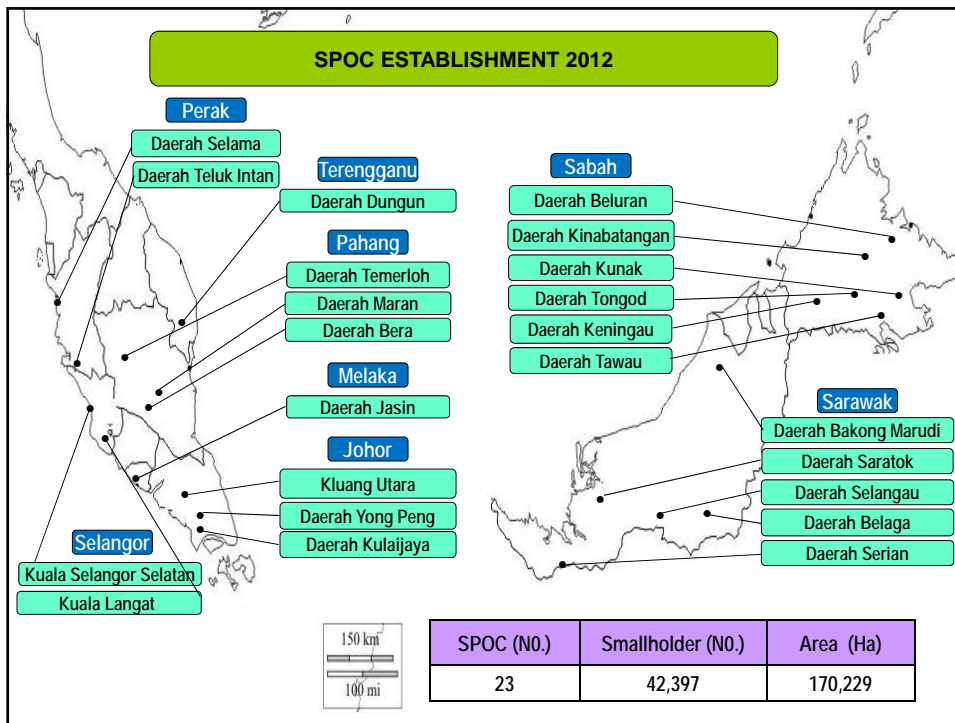 SPOC ESTABLISHMENT 2012
Perak
Daerah Selama
Daerah Teluk Intan
Terengganu
Daerah Dungun
Pahang
Daerah Temerloh
Daerah Maran
Daerah Bera
Melaka
Daerah Jasin
Johor
Kluang Utara
Daerah Yong Peng
Daerah Kulaijaya
Selangor
Kuala Selangor Selatan
Kuala Langat
Sabah
Daerah Beluran
Daerah Kinabatangan
Daerah Kunak
Daerah Tongod
Daerah Keningau
Daerah Tawau
Sarawak
Daerah Bakong Marudi
Daerah Saratok
Daerah Selangau
Daerah Belaga
Daerah Serian
150 km
100 mi
SPOC (N0.) Smallholder (N0.) Area (Ha)
23 42,397 170,229